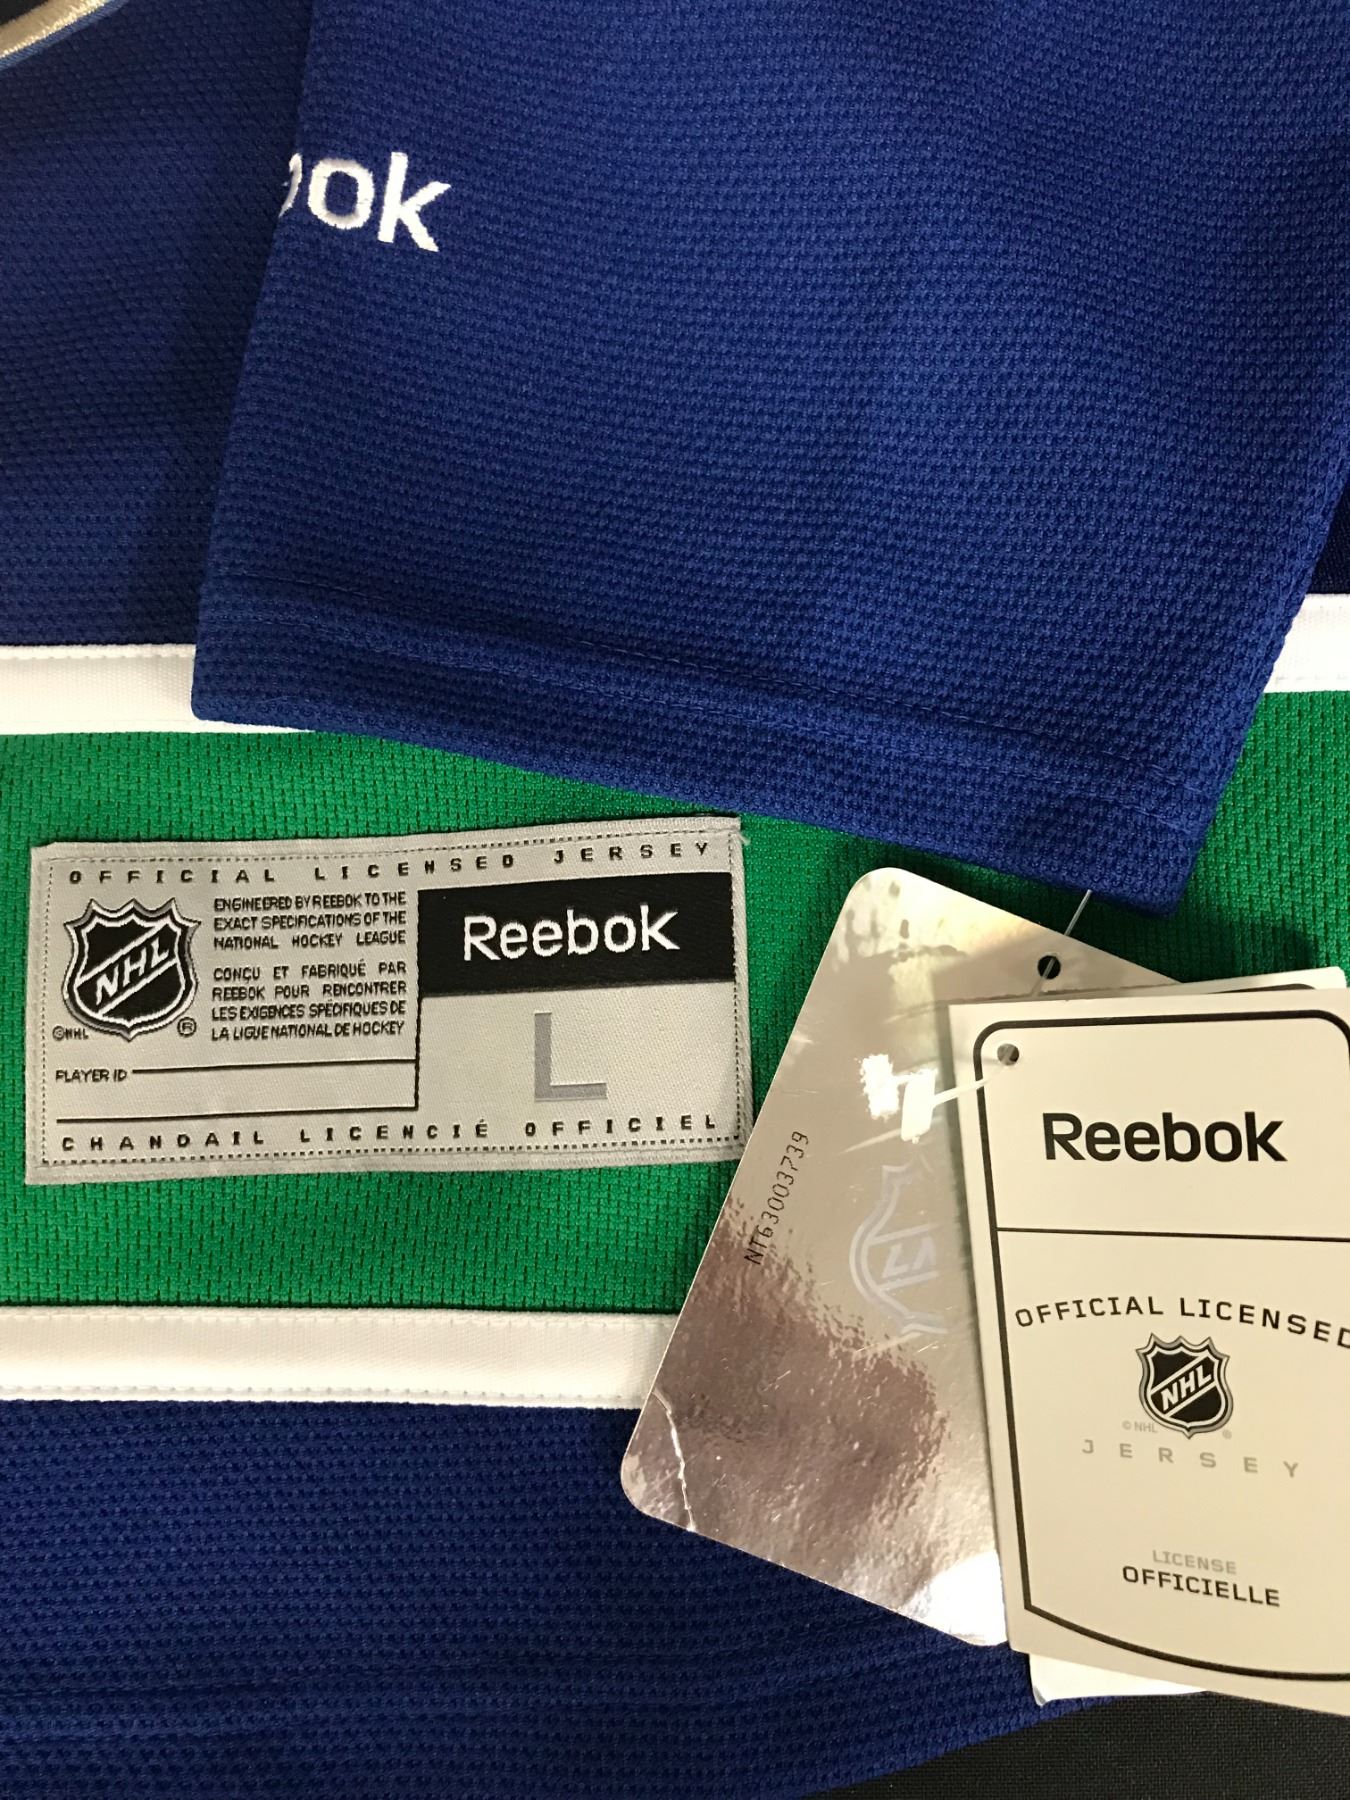 ok
OFFICIAL LICENSED JERSEY
ENGINEERED BY REEBOK TO THE
EXACT SPECIFICATIONS OF THE
NATIONAL HOCKEY LEAGUE
CONÇU ET FABRIQUÉ PAR
REEBOK POUR RENCONTRER
LES EXIGENCES SPÉCIFIQUES DE
LA LIGUE NATIONAL DE HOCKEY
NHL
©NHL ®
PLAYER ID
Reebok
L
CHANDAIL LICENCIÉ OFFICIEL
NT63003739
Reebok
OFFICIAL LICENSED
NHL
© NHL ®
JERSEY
LICENSE
OFFICIELLE